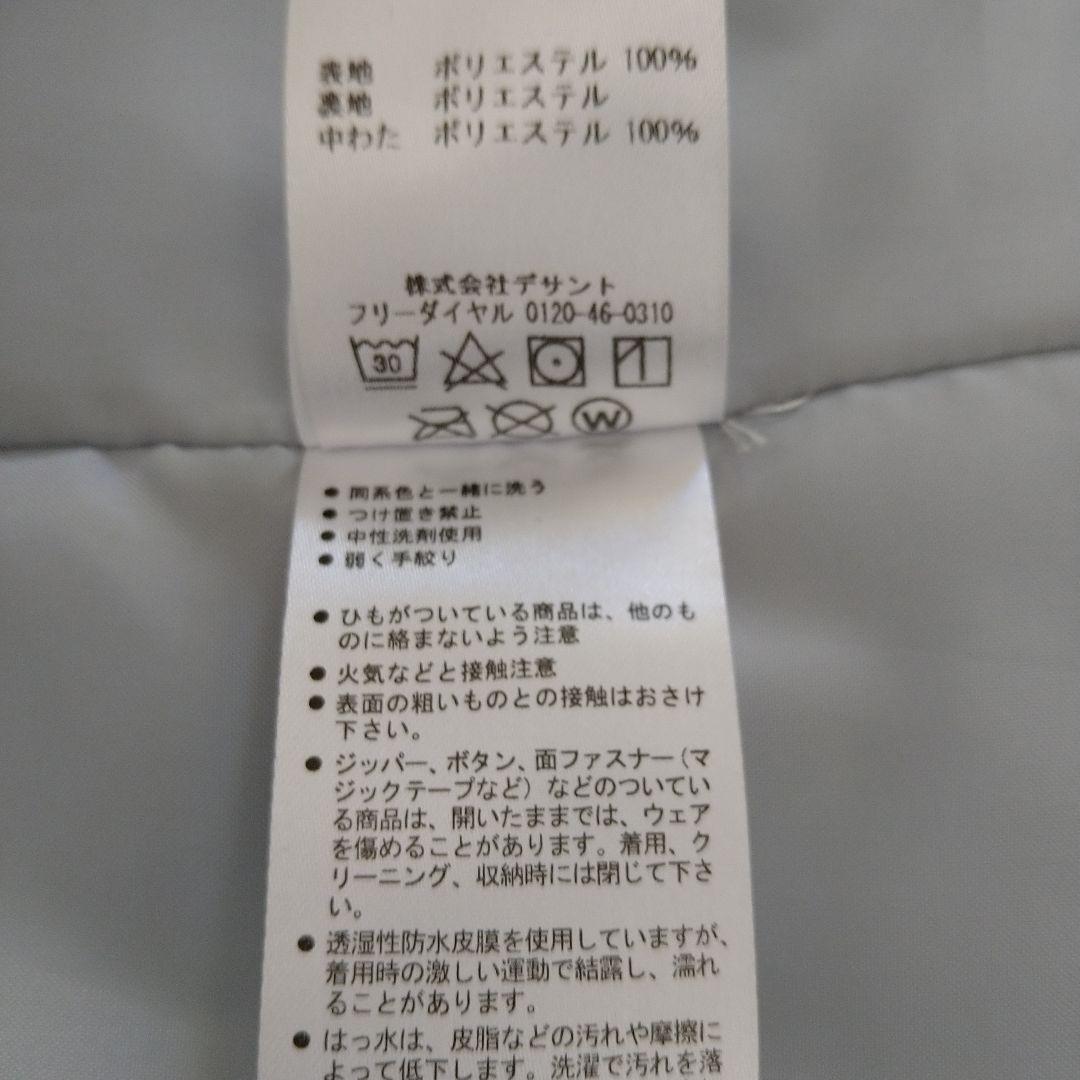 表地 ポリエステル 100%
裏地 ポリエステル
中わた ポリエステル 100%
株式会社デサント
フリーダイヤル 0120-46-0310
30
W
● 同系色と一緒に洗う
● つけ置き禁止
● 中性洗剤使用
● 弱く手絞り
● ひもがついている商品は、他のも
のに絡まないよう注意
● 火気などと接触注意
● 表面の粗いものとの接触はおさけ
下さい。
● ジッパー、ボタン、面ファスナー(マ
ジックテープなど)などのついてい
る商品は、開いたままでは、ウェア
を傷めることがあります。着用、ク
リーニング、収納時には閉じて下さ
い。
● 透湿性防水皮膜を使用していますが、
着用時の激しい運動で結露し、濡れ
ることがあります。
● はっ水は、皮脂などの汚れや摩擦に
よって低下します。洗濯で汚れを落